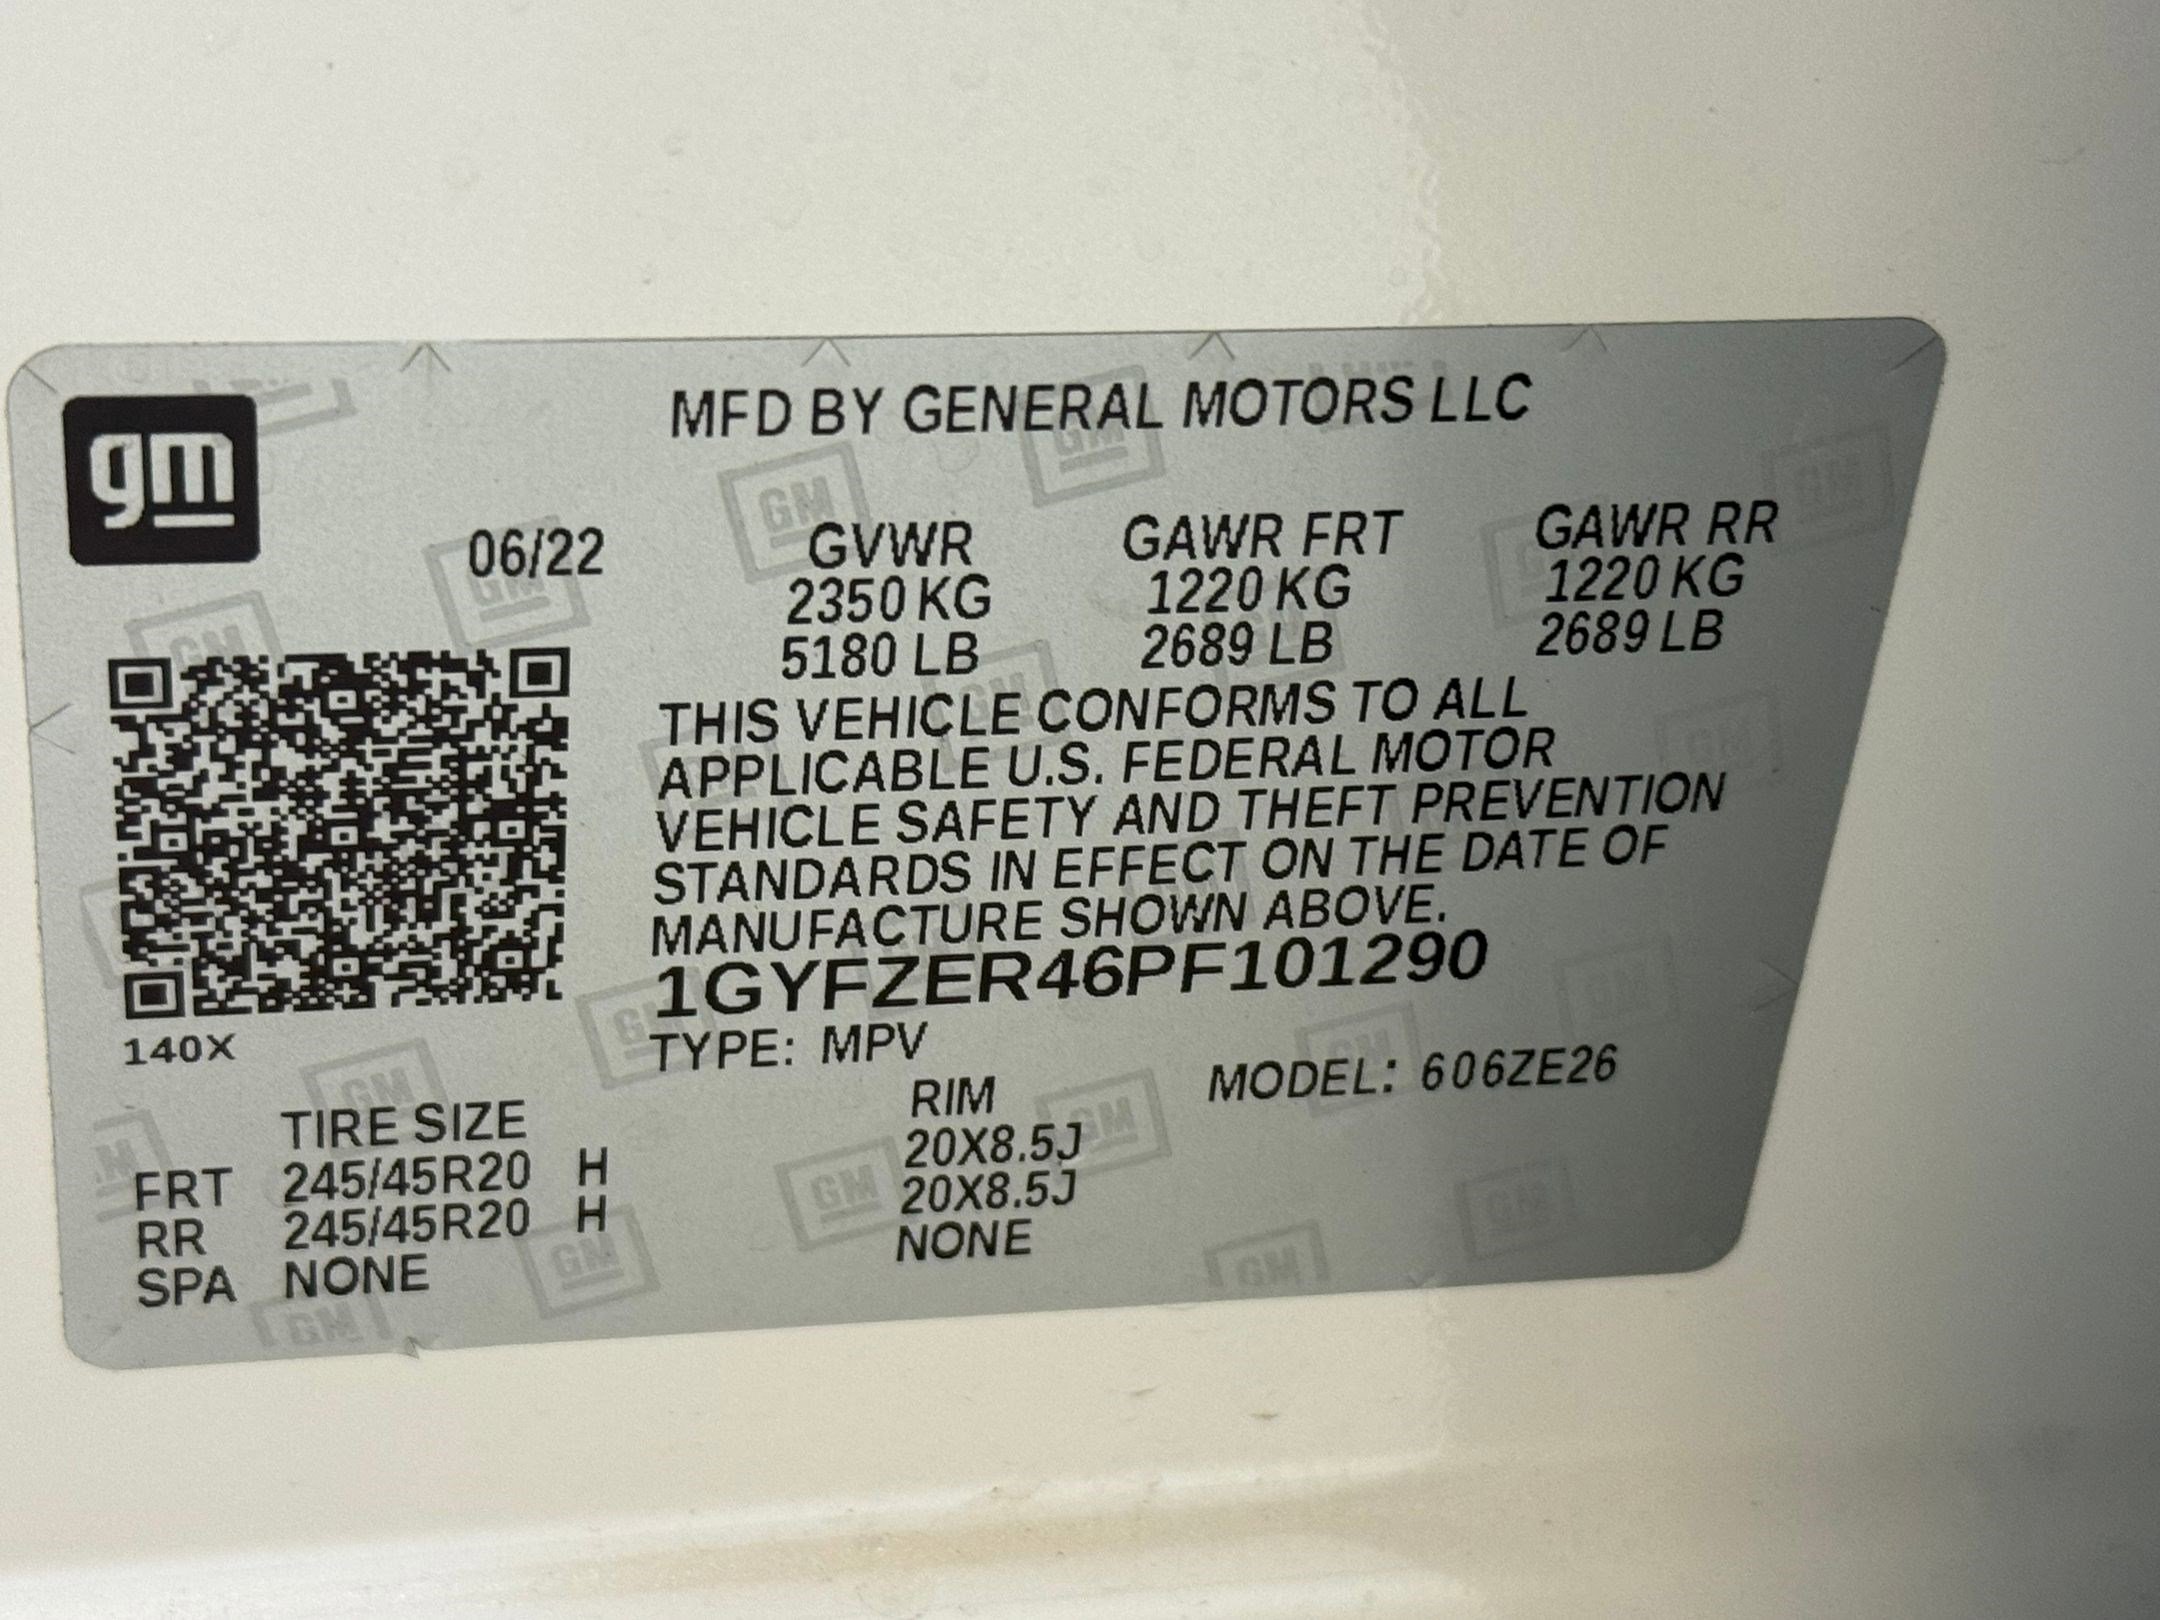 gm
MFD BY GENERAL MOTORS LLC
06/22 GVWR GAWR FRT GAWR RR
2350 KG 1220 KG 1220 KG
5180 LB 2689 LB 2689 LB
THIS VEHICLE CONFORMS TO ALL
APPLICABLE U.S. FEDERAL MOTOR
VEHICLE SAFETY AND THEFT PREVENTION
STANDARDS IN EFFECT ON THE DATE OF
MANUFACTURE SHOWN ABOVE.
1GYFZER46PF101290
140X
TYPE: MPV MODEL: 606ZE26
TIRE SIZE RIM
FRT 245/45R20 H 20X8.5J
RR 245/45R20 H 20X8.5J
SPA NONE NONE